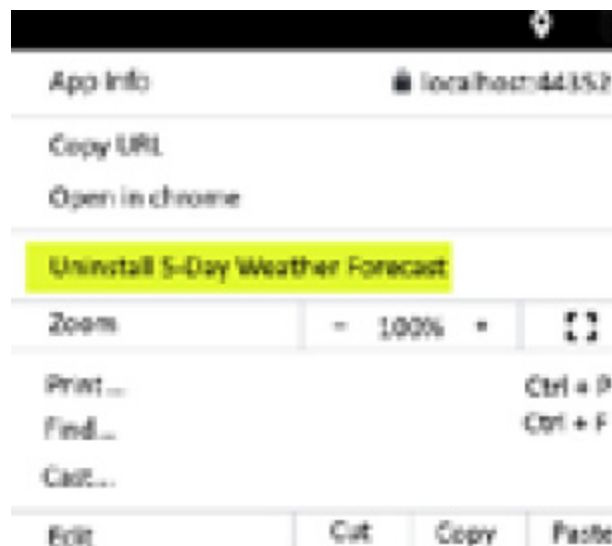 App Info localhost:44352
Copy URL
Open in chrome
Uninstall 5-Day Weather Forecast
Zoom - 100% +
Print... Ctrl + P
Find... Ctrl + F
Cast...
Edit Cut Copy Paste